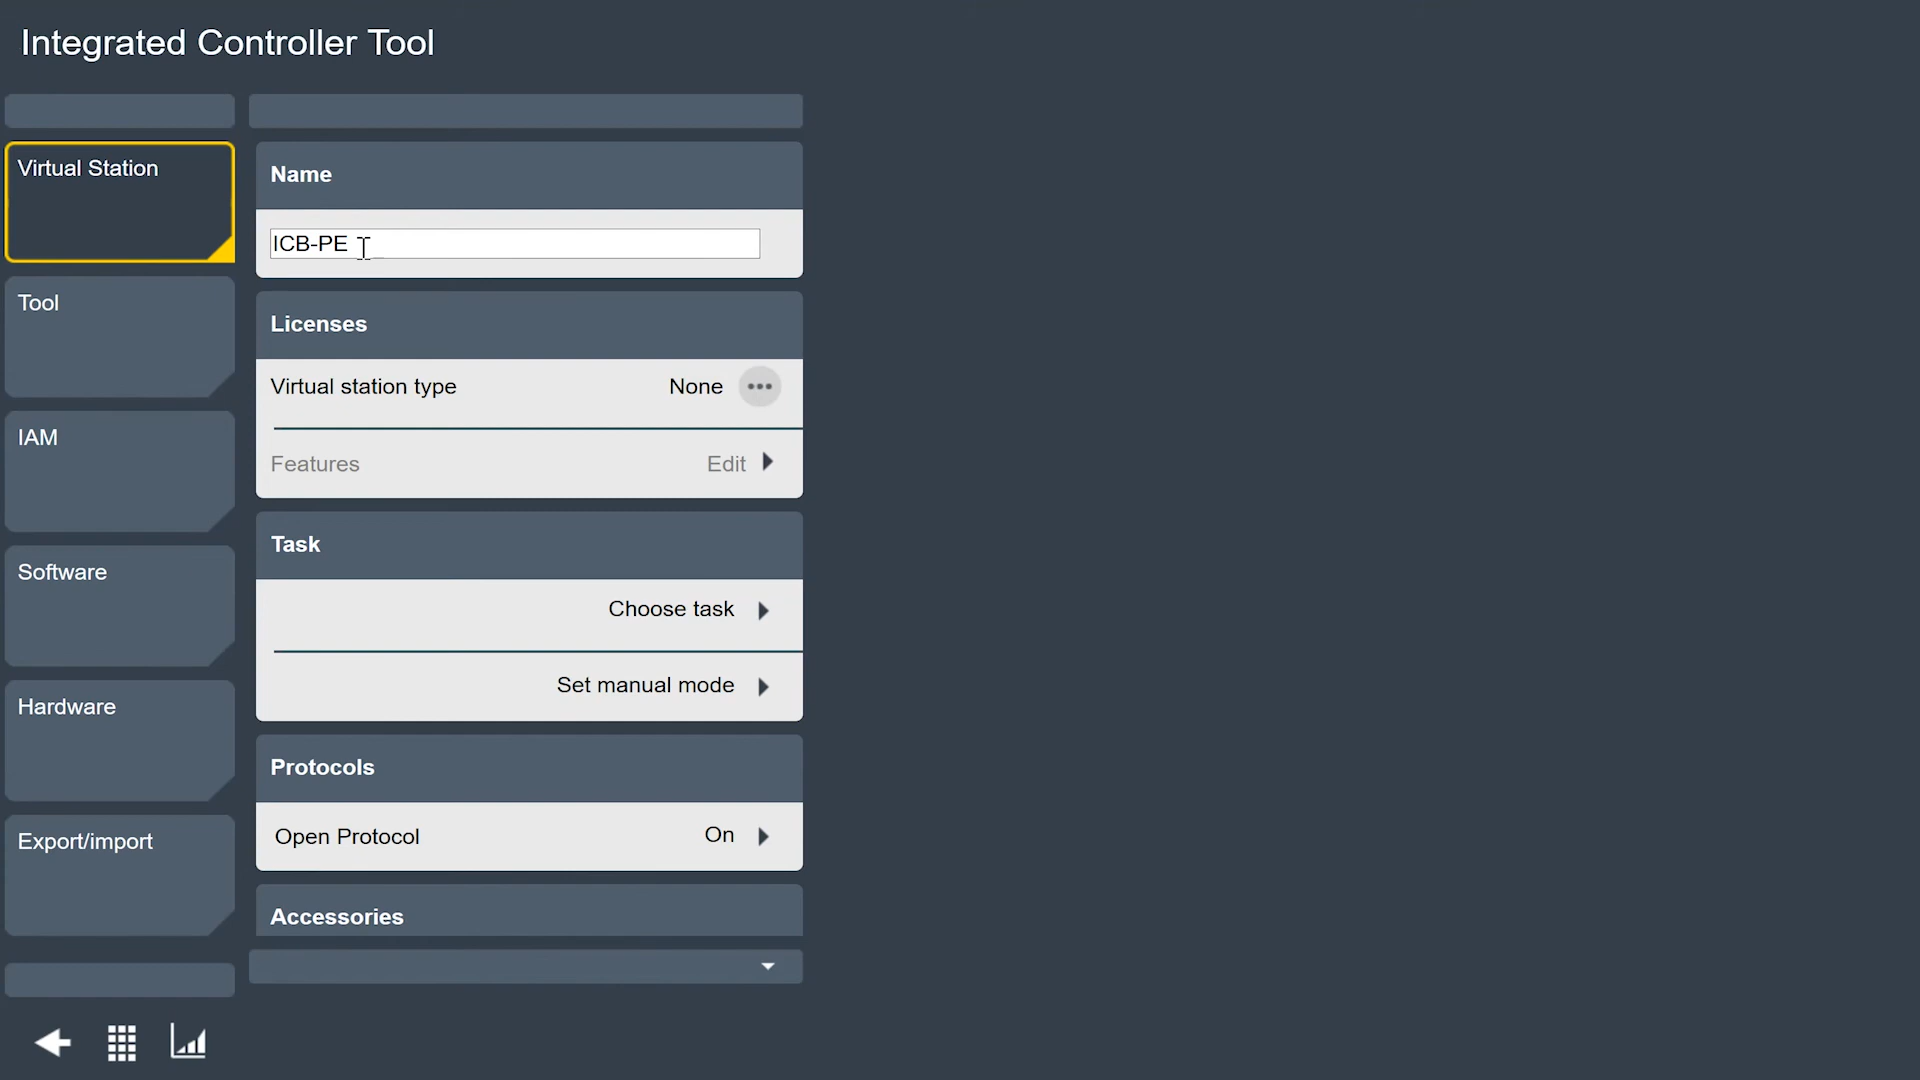 Integrated Controller Tool
Virtual Station
Tool
IAM
Software
Hardware
Export/import
Name
ICB-PE
Licenses
Virtual station type None
Features Edit
Task
Choose task
Set manual mode
Protocols
Open Protocol On
Accessories